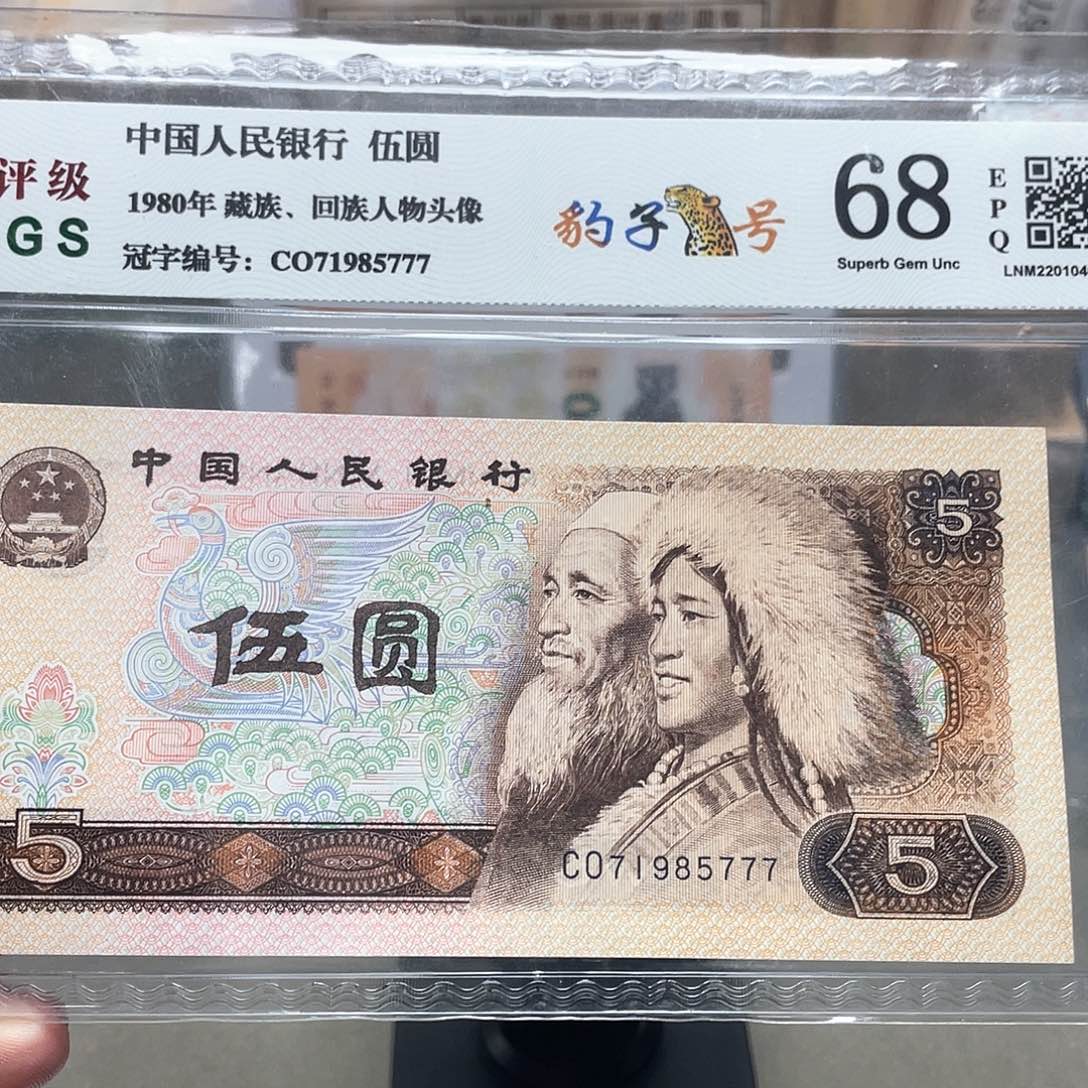 评级
GS
中国人民银行 伍圆
1980年 藏族、回族人物头像
冠字编号：CO71985777
豹子号
68
Superb Gem Unc
EPQ
LNM220104
中国人民银行
5
伍圆
5
CO71985777
5